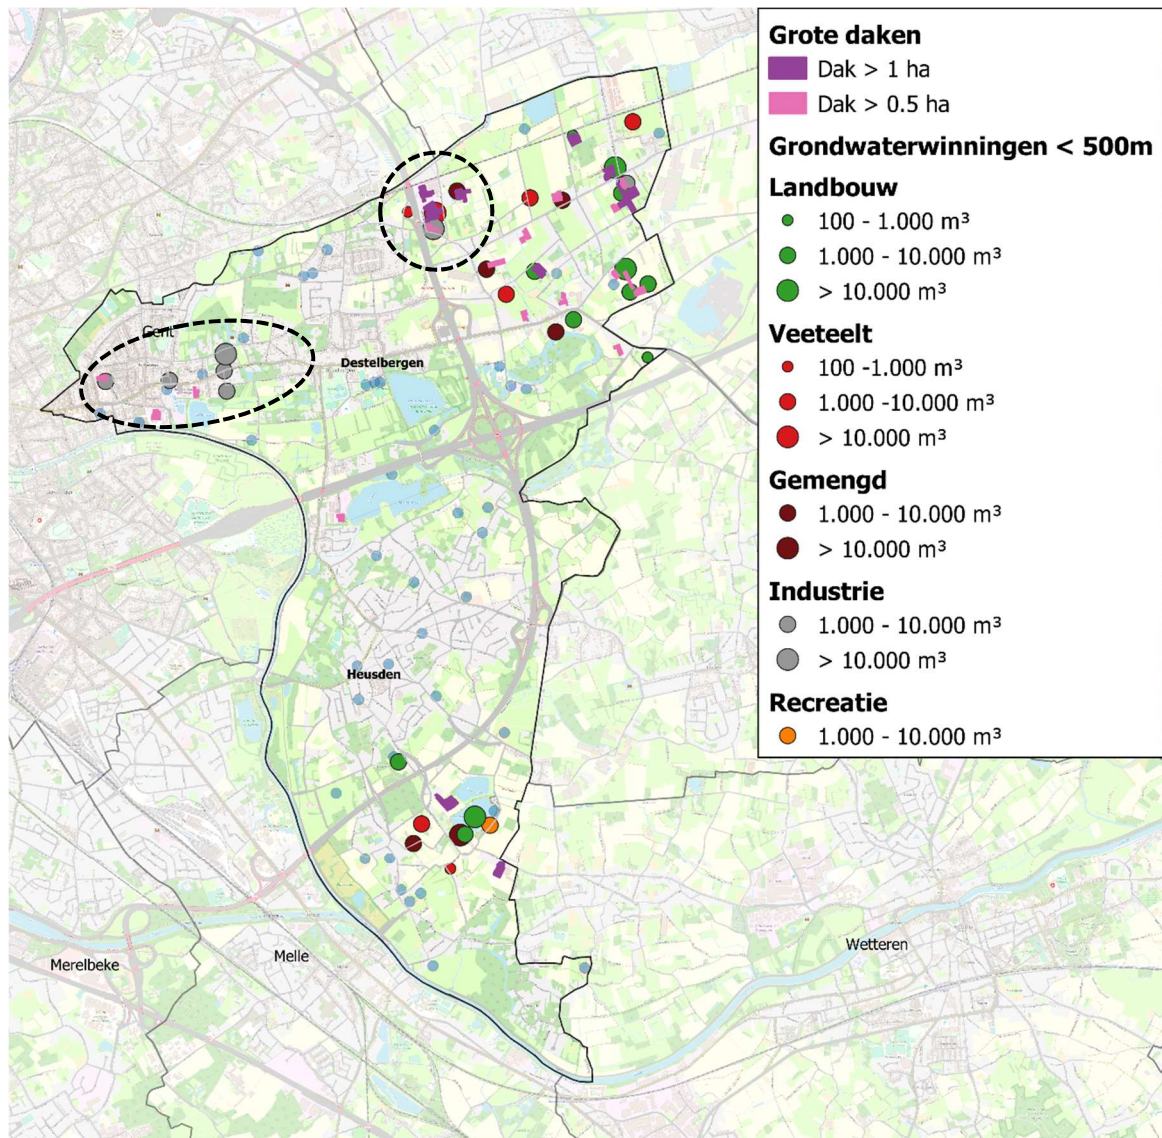 Grote daken
Dak > 1 ha
Dak > 0.5 ha
Grondwaterwinningen < 500m
Landbouw
100 - 1.000 m³
1.000 - 10.000 m³
> 10.000 m³
Veeteelt
100 -1.000 m³
1.000 -10.000 m³
> 10.000 m³
Gemengd
1.000 - 10.000 m³
> 10.000 m³
Industrie
1.000 - 10.000 m³
> 10.000 m³
Recreatie
1.000 - 10.000 m³
Gent
Destelbergen
Heusden
Wetteren
Melle
Merelbeke